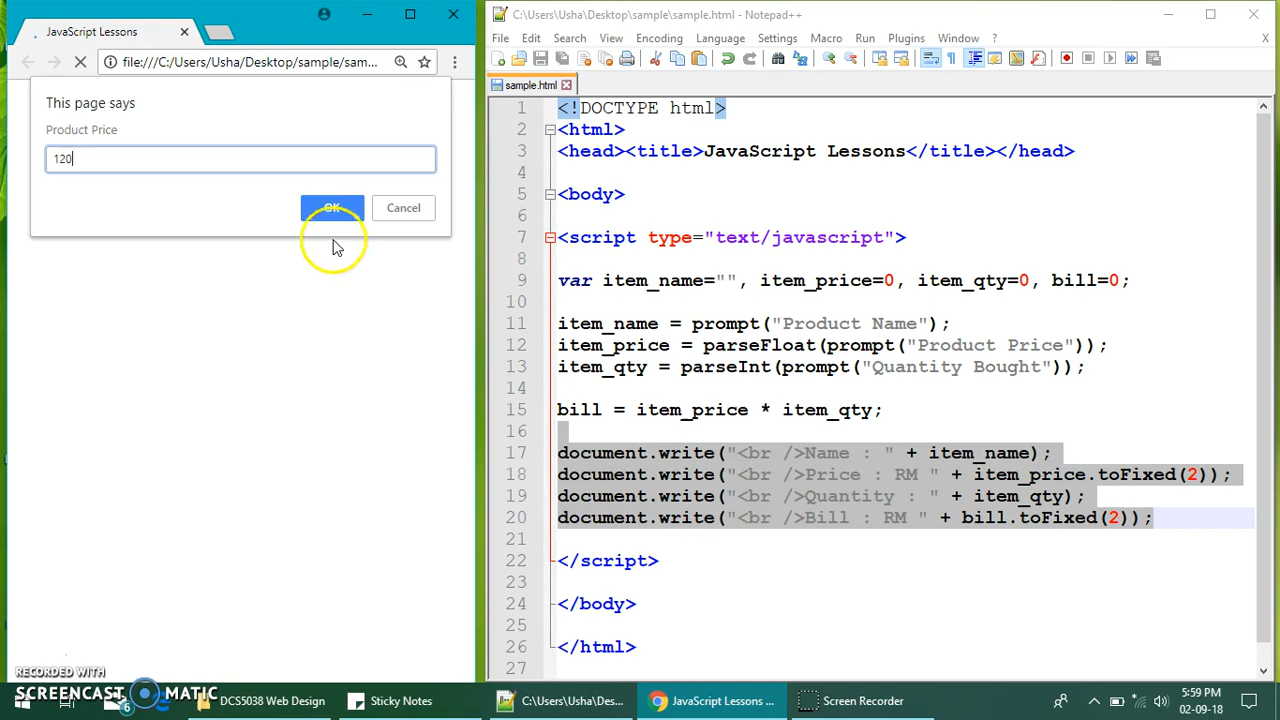 JavaScript Lessons
file:///C:/Users/Usha/Desktop/sample/sam...
This page says
Product Price
120
OK
Cancel
C:\Users\Usha\Desktop\sample\sample.html - Notepad++
File Edit Search View Encoding Language Settings Macro Run Plugins Window ? X
sample.html
1 <!DOCTYPE html>
2 <html>
3 <head><title>JavaScript Lessons</title></head>
4
5 <body>
6
7 <script type="text/javascript">
8
9 var item_name="", item_price=0, item_qty=0, bill=0;
10
11 item_name = prompt("Product Name");
12 item_price = parseFloat(prompt("Product Price"));
13 item_qty = parseInt(prompt("Quantity Bought"));
14
15 bill = item_price * item_qty;
16
17 document.write("<br />Name : " + item_name);
18 document.write("<br />Price : RM " + item_price.toFixed(2));
19 document.write("<br />Quantity : " + item_qty);
20 document.write("<br />Bill : RM " + bill.toFixed(2));
21
22 </script>
23
24 </body>
25
26 </html>
27
RECORDED WITH
SCREENCAST MATIC
6
DCS5038 Web Design
Sticky Notes
C:\Users\Usha\Des...
JavaScript Lessons ...
Screen Recorder
5:59 PM
02-09-18